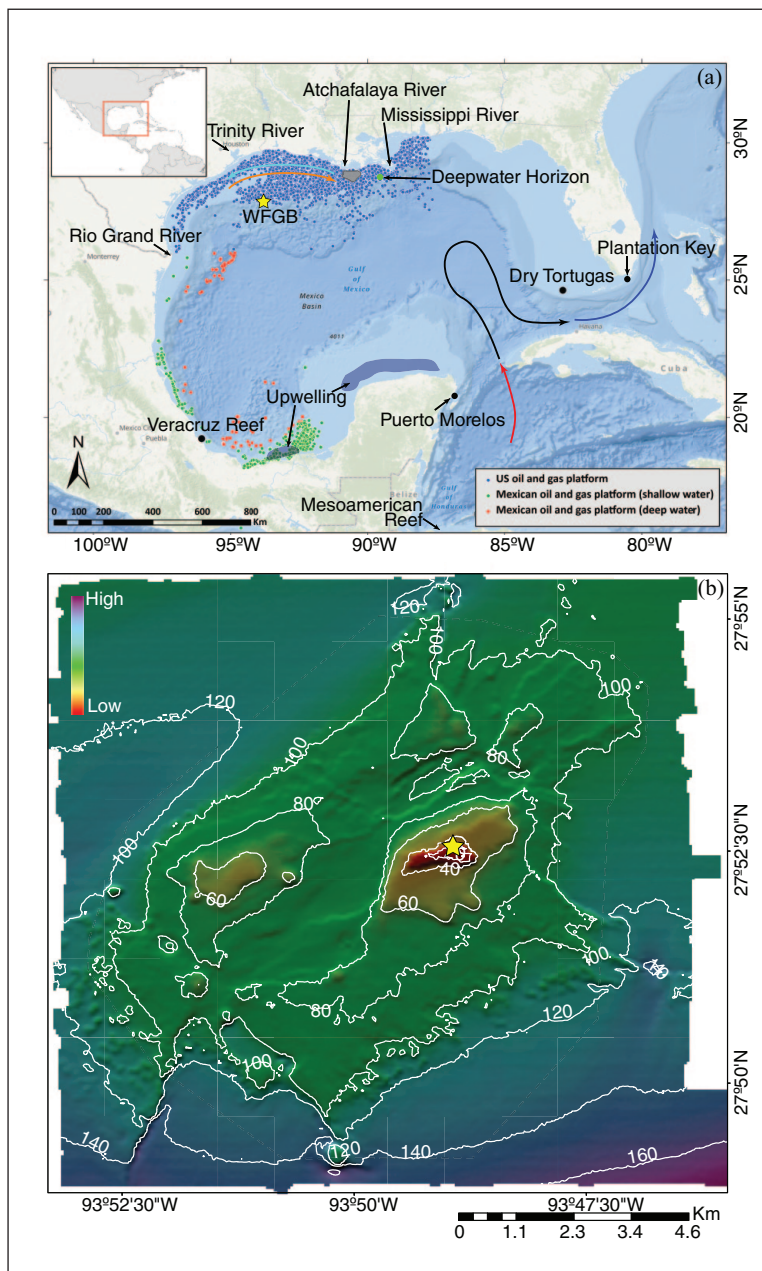 (a)
Atchafalaya River
Mississippi River
Trinity River
Houston
Deepwater Horizon
WFGB
Rio Grand River
Monterrey
Plantation Key
Dry Tortugas
Gulf
of
Mexico
Mexico
Basin
Habana
Cuba
Upwelling
Veracruz Reef
Puerto Morelos
Puebla
N
Belize
Gulf
of
Honduras
Mesoamerican
Reef
US oil and gas platform
Mexican oil and gas platform (shallow water)
Mexican oil and gas platform (deep water)
0 100 200 400 600 800
Km
30ºN
25ºN
20ºN
100ºW
95ºW
90ºW
85ºW
80ºW
(b)
High
Low
120
100
100
120
100
80
80
100
40
60
60
100
140
80
120
100
140
120
140
160
27º55'N
27º52'30"N
27º50'N
93º52'30"W
93º50'W
93º47'30"W
Km
0 1.1 2.3 3.4 4.6